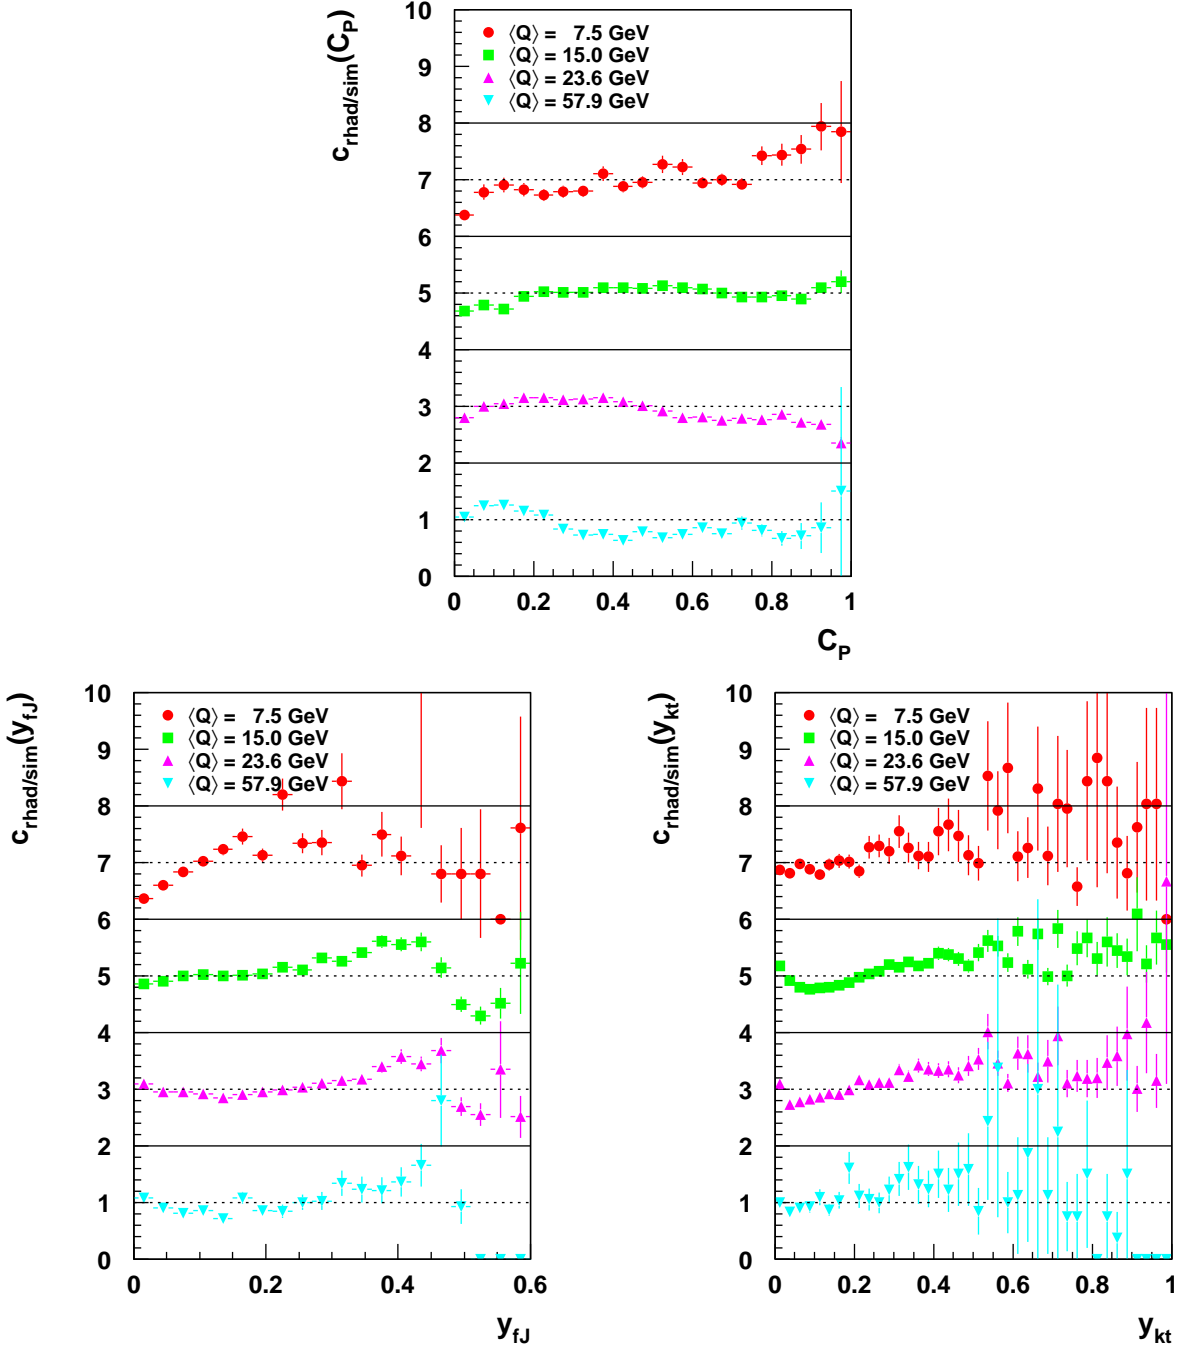 c_rhad/sim(C_P)
10
9
8
7
6
5
4
3
2
1
0
⟨Q⟩ = 7.5 GeV
⟨Q⟩ = 15.0 GeV
⟨Q⟩ = 23.6 GeV
⟨Q⟩ = 57.9 GeV
0 0.2 0.4 0.6 0.8 1
C_P
c_rhad/sim(y_fJ)
10
9
8
7
6
5
4
3
2
1
0
⟨Q⟩ = 7.5 GeV
⟨Q⟩ = 15.0 GeV
⟨Q⟩ = 23.6 GeV
⟨Q⟩ = 57.9 GeV
0 0.2 0.4 0.6
y_fJ
c_rhad/sim(y_kt)
10
9
8
7
6
5
4
3
2
1
0
⟨Q⟩ = 7.5 GeV
⟨Q⟩ = 15.0 GeV
⟨Q⟩ = 23.6 GeV
⟨Q⟩ = 57.9 GeV
0 0.2 0.4 0.6 0.8 1
y_kt